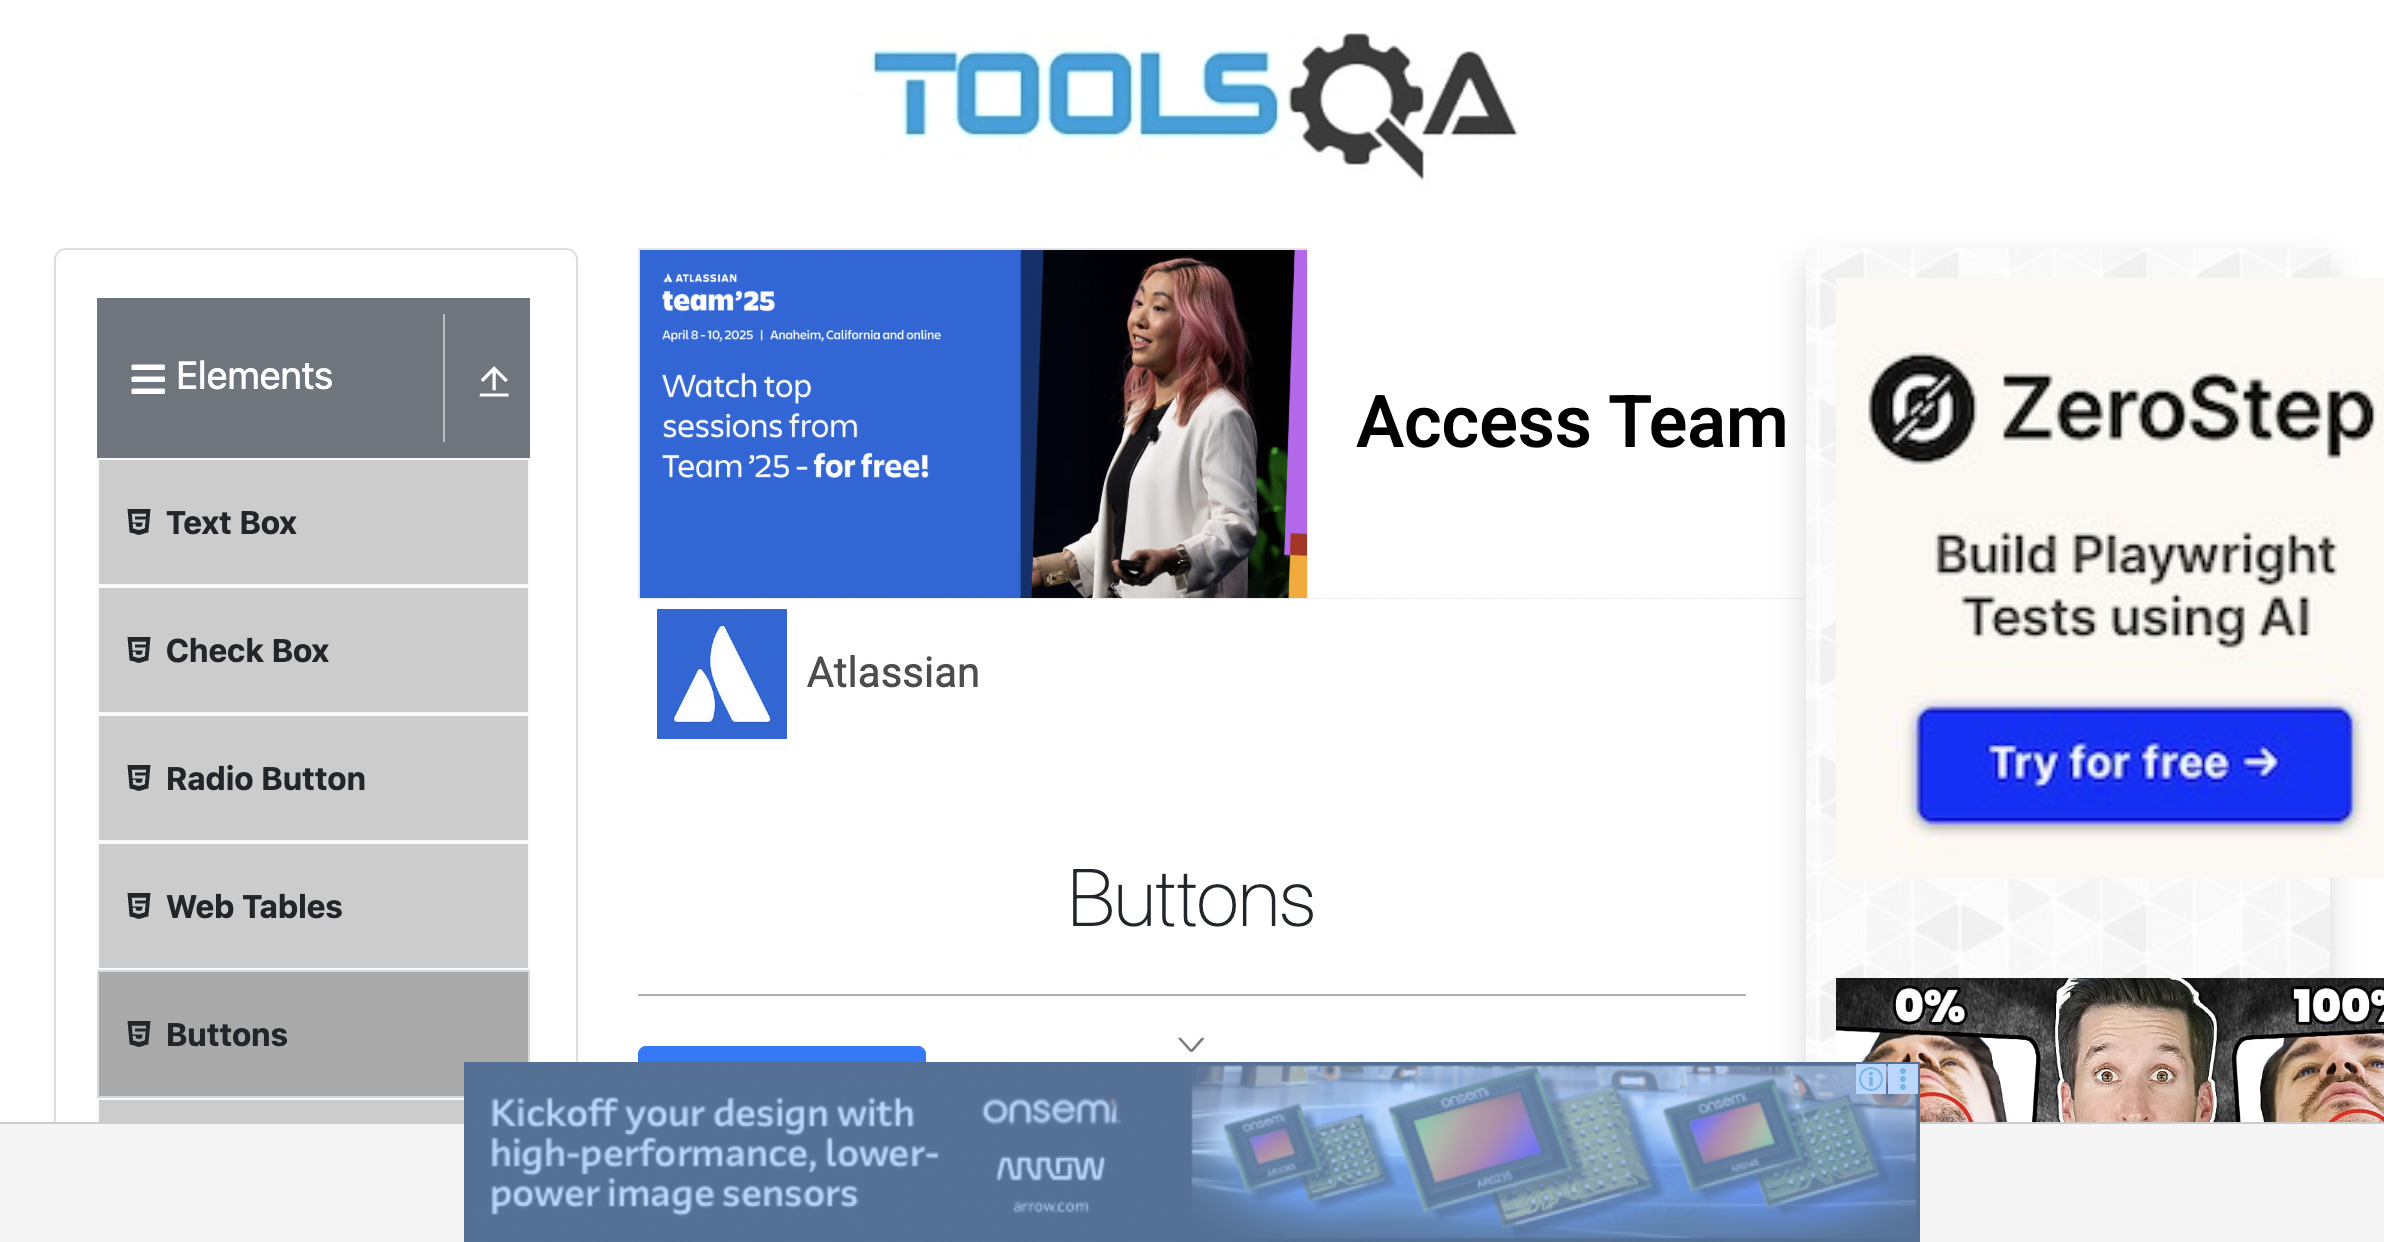 TOOLSQA
Elements
Text Box
Check Box
Radio Button
Web Tables
Buttons
ATLASSIAN
team’25
April 8 - 10, 2025 | Anaheim, California and online
Watch top
sessions from
Team ’25 - for free!
Access Team
Atlassian
Buttons
ZeroStep
Build Playwright
Tests using AI
Try for free →
0%
100%
Kickoff your design with
high-performance, lower-
power image sensors
onsemi
ARROW
arrow.com
onsemi
onsemi
onsemi